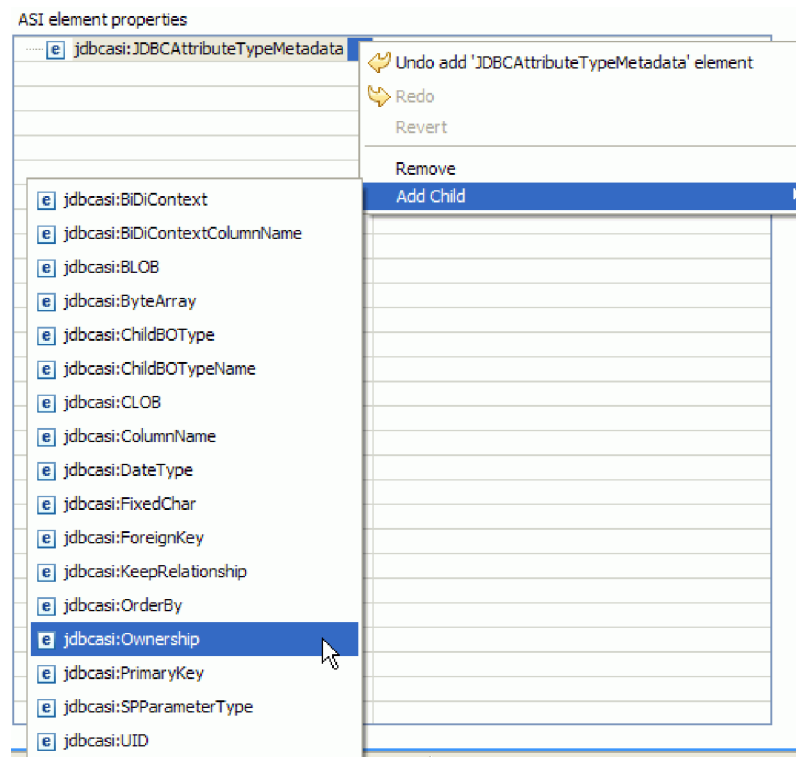 ASI element properties
jdbcasi:JDBCAttributeTypeMetadata
Undo add 'JDBCAttributeTypeMetadata' element
Redo
Revert
Remove
Add Child
jdbcasi:BiDiContext
jdbcasi:BiDiContextColumnName
jdbcasi:BLOB
jdbcasi:ByteArray
jdbcasi:ChildBOType
jdbcasi:ChildBOTypeName
jdbcasi:CLOB
jdbcasi:ColumnName
jdbcasi:DateType
jdbcasi:FixedChar
jdbcasi:ForeignKey
jdbcasi:KeepRelationship
jdbcasi:OrderBy
jdbcasi:Ownership
jdbcasi:PrimaryKey
jdbcasi:SPParameterType
jdbcasi:UID